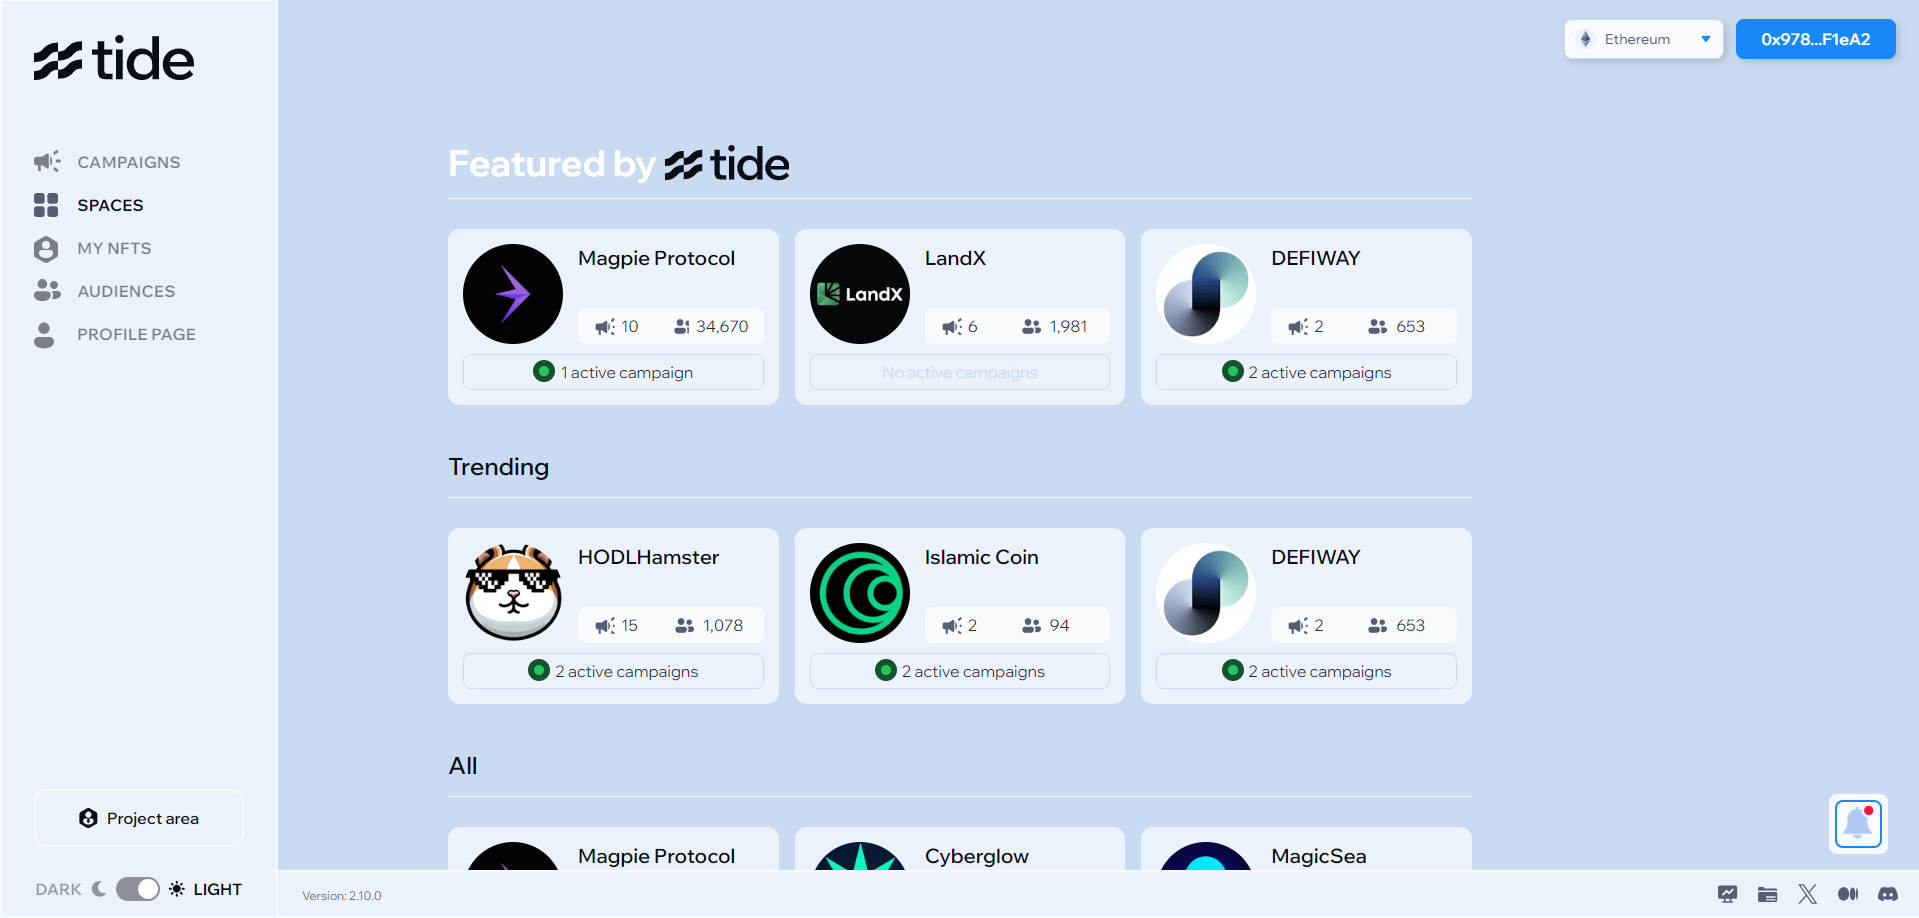 tide
CAMPAIGNS
SPACES
MY NFTS
AUDIENCES
PROFILE PAGE
Project area
DARK LIGHT
Ethereum
0x978...F1eA2
Featured by tide
Magpie Protocol
10 34,670
1 active campaign
LandX
LandX
6 1,981
No active campaigns
DEFIWAY
2 653
2 active campaigns
Trending
HODLHamster
15 1,078
2 active campaigns
Islamic Coin
2 94
2 active campaigns
DEFIWAY
2 653
2 active campaigns
All
Magpie Protocol
Cyberglow
MagicSea
Version: 2.10.0